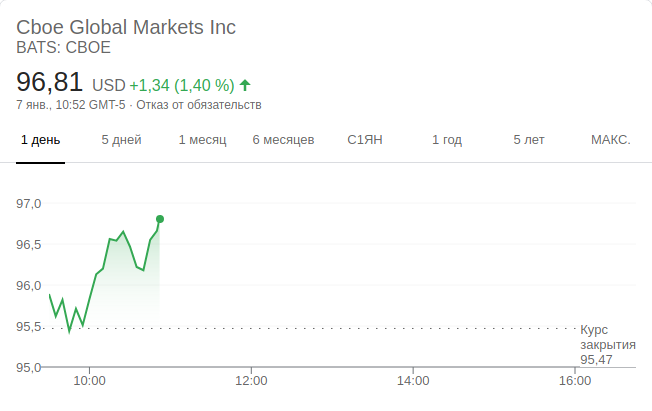 Cboe Global Markets Inc
BATS: CBOE
96,81 USD +1,34 (1,40 %)
7 янв., 10:52 GMT-5 · Отказ от обязательств
1 день 5 дней 1 месяц 6 месяцев С1ЯН 1 год 5 лет МАКС.
97,0
96,5
96,0
95,5
Курс
закрытия
95,47
95,0
10:00 12:00 14:00 16:00